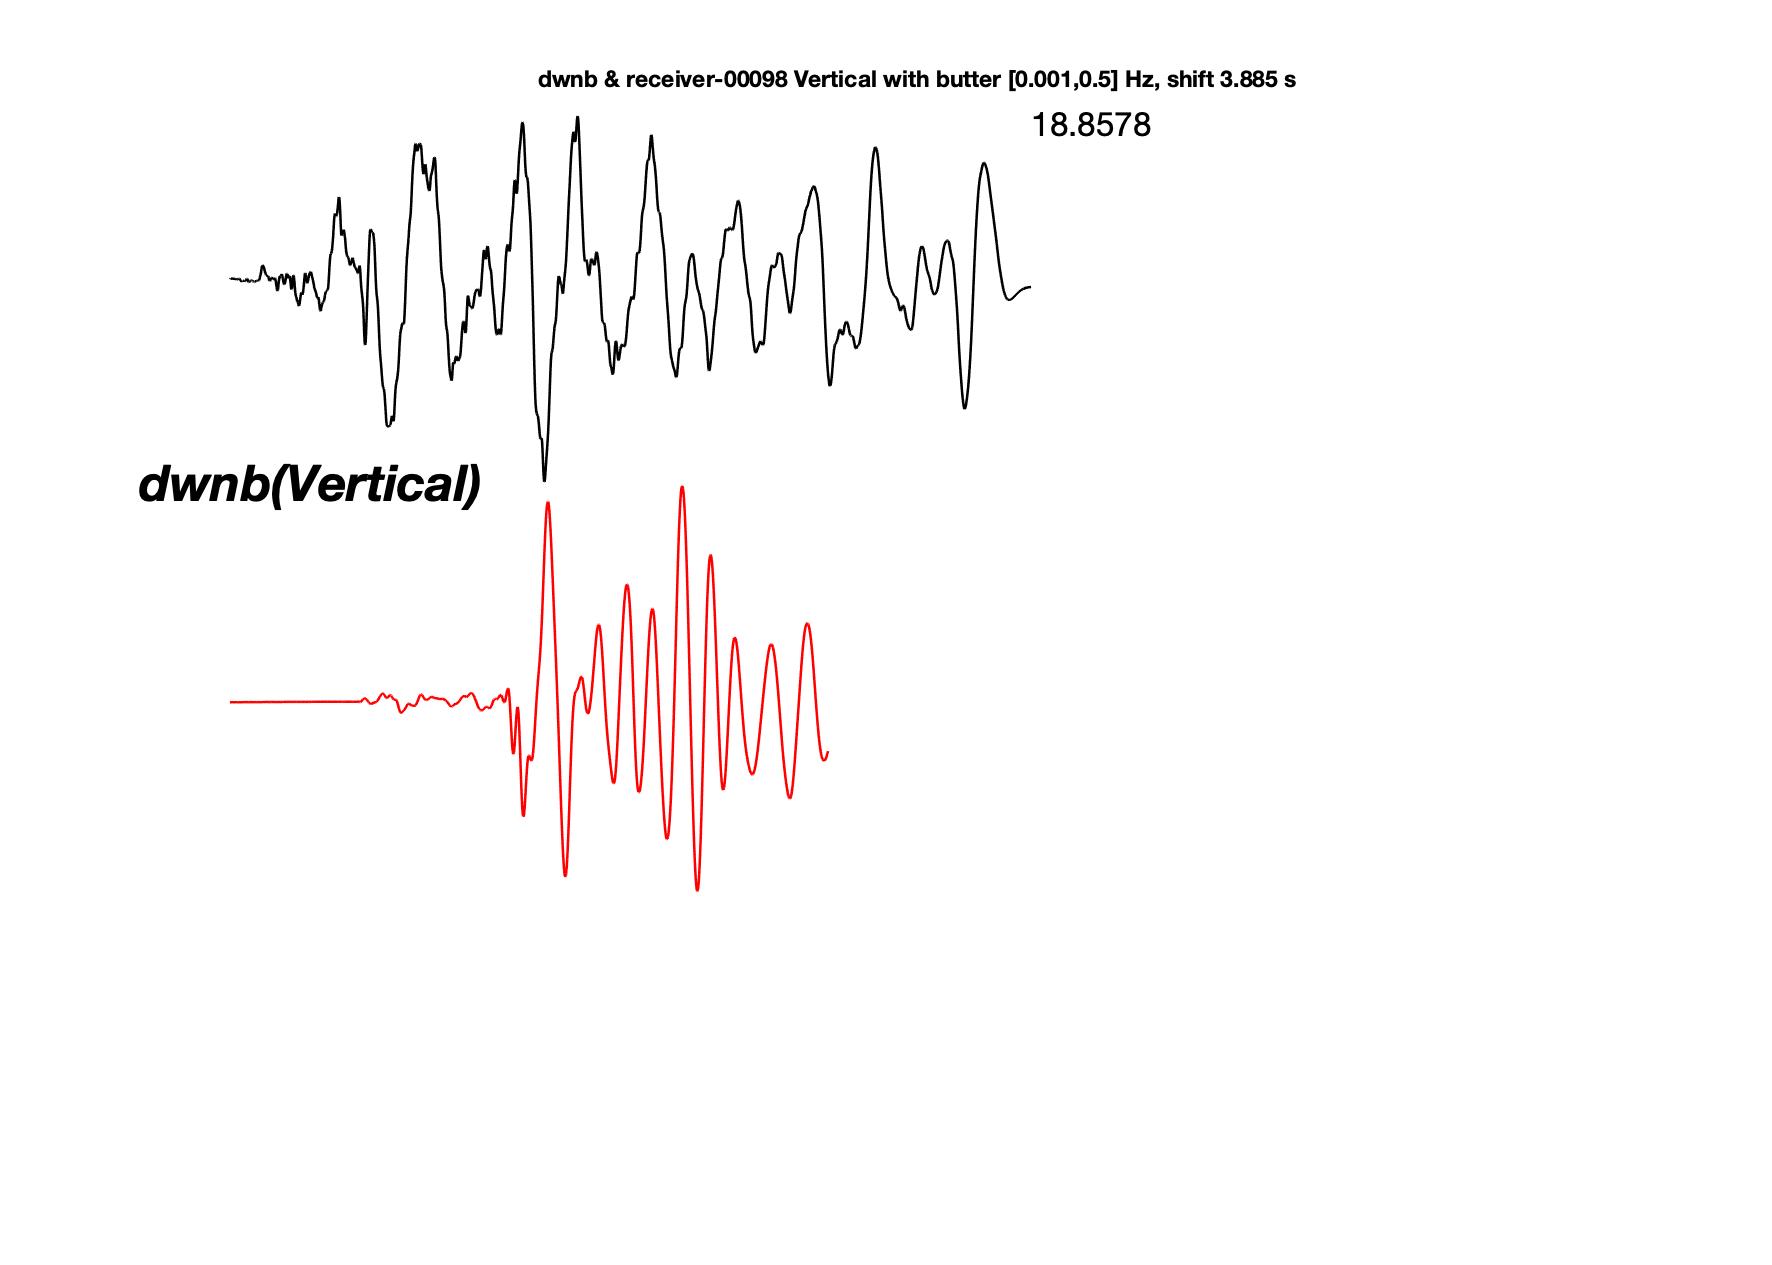 dwnb & receiver-00098 Vertical with butter [0.001,0.5] Hz, shift 3.885 s
18.8578
dwnb(Vertical)